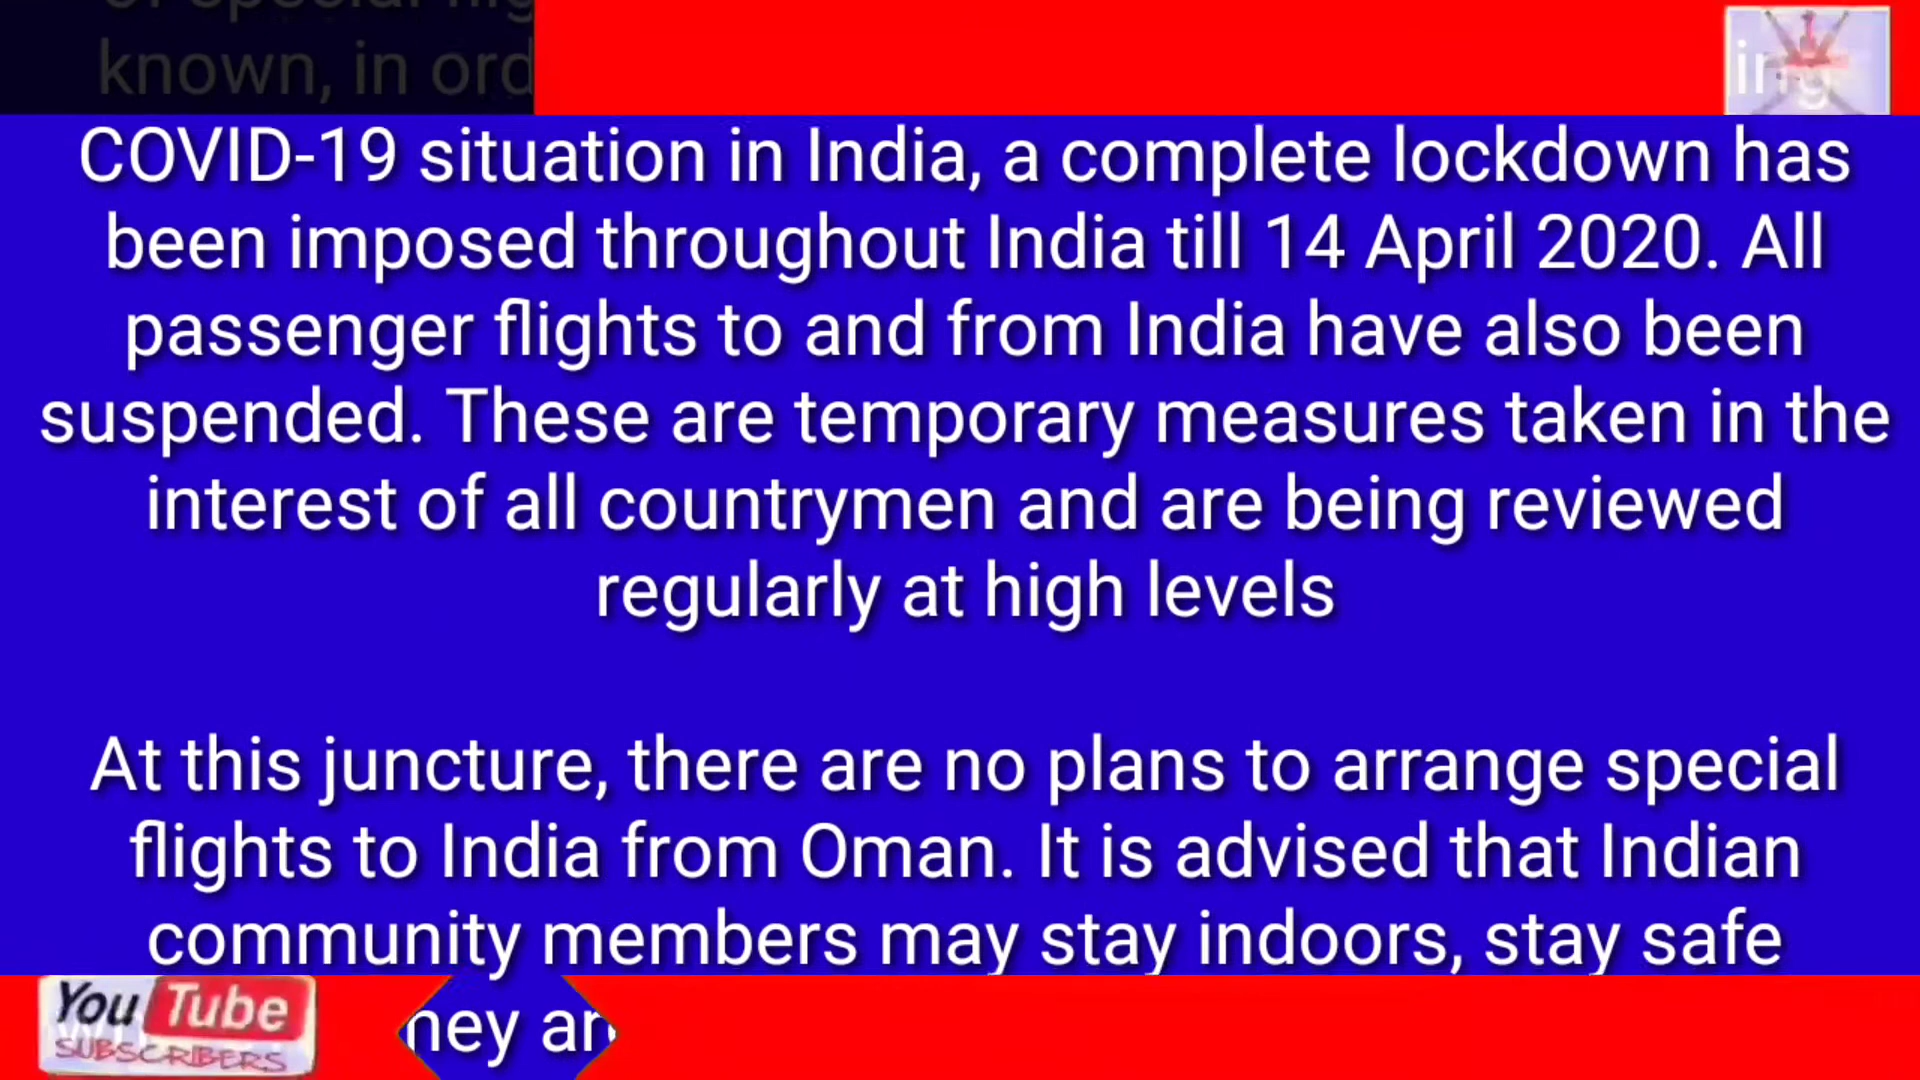 known, in
COVID-19 situation in India, a complete lockdown has
been imposed throughout India till 14 April 2020. All
passenger flights to and from India have also been
suspended. These are temporary measures taken in the
interest of all countrymen and are being reviewed
regularly at high levels
At this juncture, there are no plans to arrange special
flights to India from Oman. It is advised that Indian
community members may stay indoors, stay safe
You Tube
SUBSCRIBERS